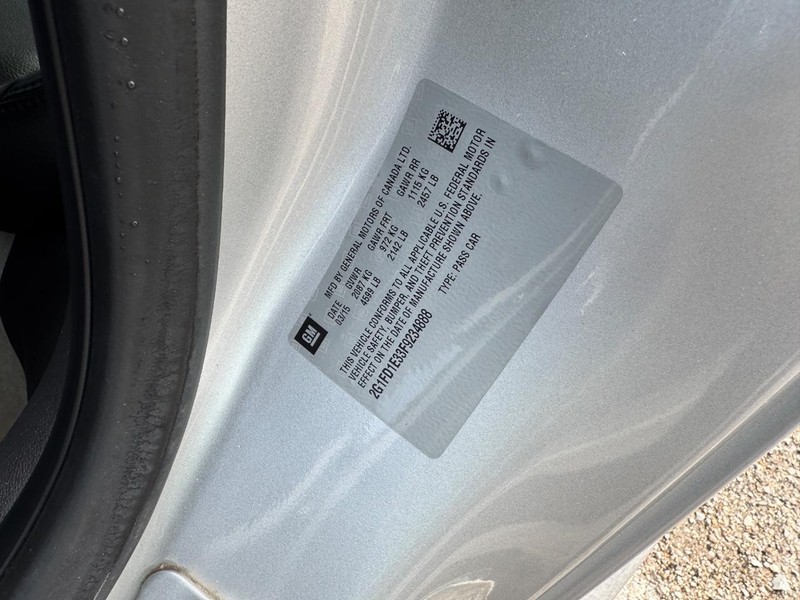 GM
MFD BY GENERAL MOTORS OF CANADA LTD.
DATE GVWR GAWR FRT GAWR RR
03/15 2087 KG 972 KG 1115 KG
4599 LB 2142 LB 2457 LB
THIS VEHICLE CONFORMS TO ALL APPLICABLE U.S. FEDERAL MOTOR
VEHICLE SAFETY, BUMPER, AND THEFT PREVENTION STANDARDS IN
EFFECT ON THE DATE OF MANUFACTURE SHOWN ABOVE.
2G1FD1E33F9234888 TYPE: PASS CAR